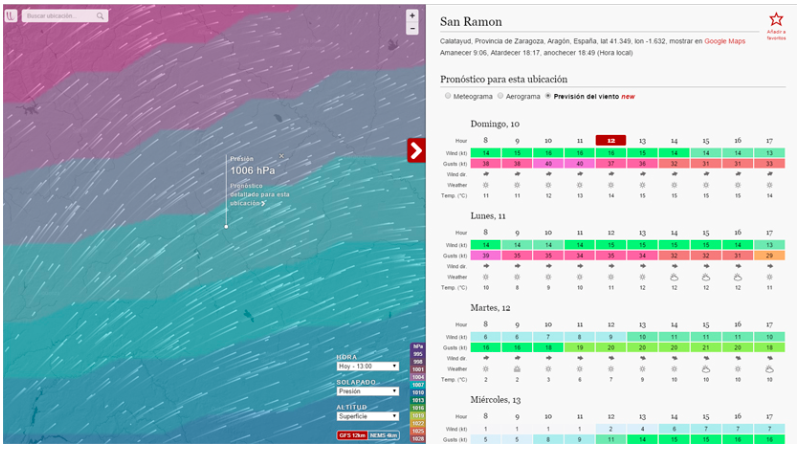 Buscar ubicación...
+
−
Presión
1006 hPa
Pronóstico
detallado para esta
ubicación
HORA
Hoy - 13:00
SOLAPADO
Presión
ALTITUD
Superficie
GFS 12km NEMS 4km
hPa
995
998
1001
1004
1007
1010
1013
1016
1019
1022
1025
1028
San Ramon
Añadir a
favoritos
Calatayud, Provincia de Zaragoza, Aragón, España, lat 41.349, lon -1.632, mostrar en Google Maps
Amanecer 9:06, Atardecer 18:17, anochecer 18:49 (Hora local)
Pronóstico para esta ubicación
Meteograma Aerograma Previsión del viento new
Domingo, 10
Hour 8 9 10 11 12 13 14 15 16 17
Wind (kt) 14 15 16 16 16 15 14 14 14 13
Gusts (kt) 38 38 40 40 37 36 32 31 31 33
Wind dir.
Weather
Temp. (°C) 11 11 12 13 14 15 15 15 15 14
Lunes, 11
Hour 8 9 10 11 12 13 14 15 16 17
Wind (kt) 14 14 14 14 15 15 15 15 14 13
Gusts (kt) 39 35 35 34 35 34 32 32 31 29
Wind dir.
Weather
Temp. (°C) 10 8 9 10 11 12 12 12 12 11
Martes, 12
Hour 8 9 10 11 12 13 14 15 16 17
Wind (kt) 6 6 7 8 9 10 11 11 11 10
Gusts (kt) 16 16 18 19 20 20 20 21 20 18
Wind dir.
Weather
Temp. (°C) 2 2 3 6 7 9 10 10 10 10
Miércoles, 13
Hour 8 9 10 11 12 13 14 15 16 17
Wind (kt) 1 1 1 1 2 4 6 7 7 7
Gusts (kt) 5 5 8 9 11 14 15 15 16 16